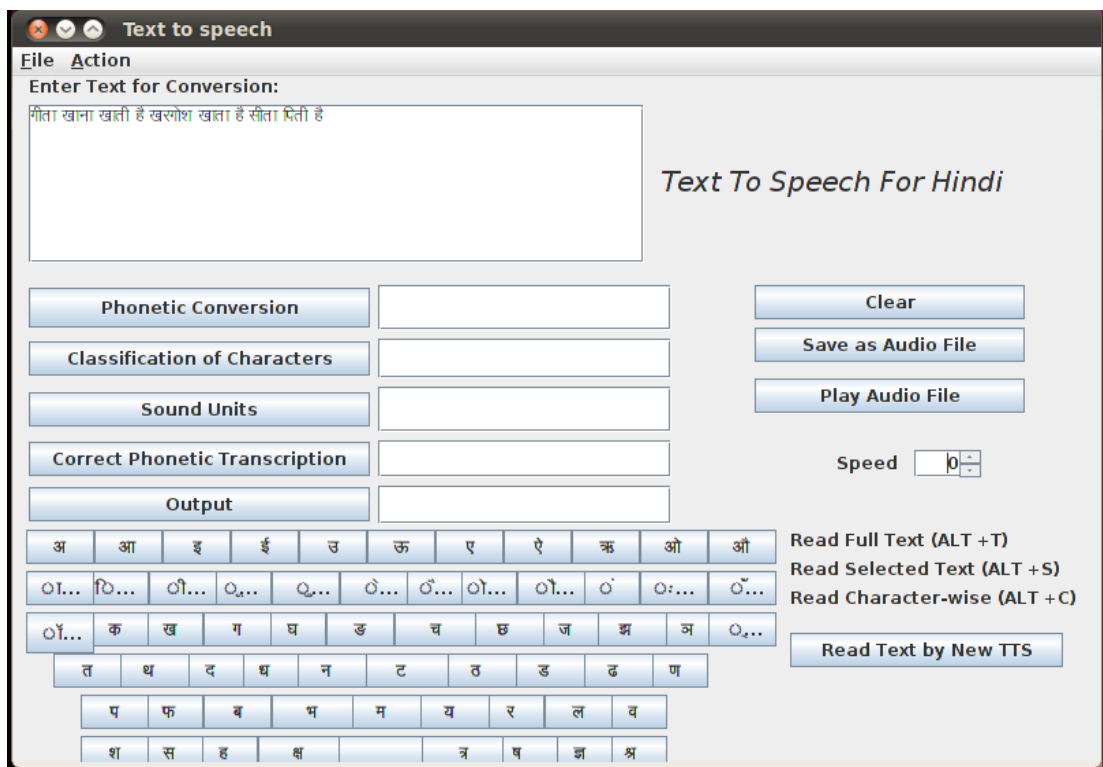 Text to speech
File Action
Enter Text for Conversion:
गीता खाना खाती है खरगोश खाता है सीता पिती है
Text To Speech For Hindi
Phonetic Conversion
Clear
Classification of Characters
Save as Audio File
Sound Units
Play Audio File
Correct Phonetic Transcription
Speed 0
Output
अ आ इ ई उ ऊ ए ऐ ऋ ओ औ
Read Full Text (ALT +T)
Read Selected Text (ALT +S)
Read Character-wise (ALT +C)
ा... ि... ी... े... ै... ो... ौ... ं ः... ॅ...
ॉ... क ख ग घ ङ च छ ज झ ञ
Read Text by New TTS
त थ द ध न ट ठ ड ढ ण
प फ ब भ म य र ल व
श स ह क्ष त्र ष ज्ञ श्र